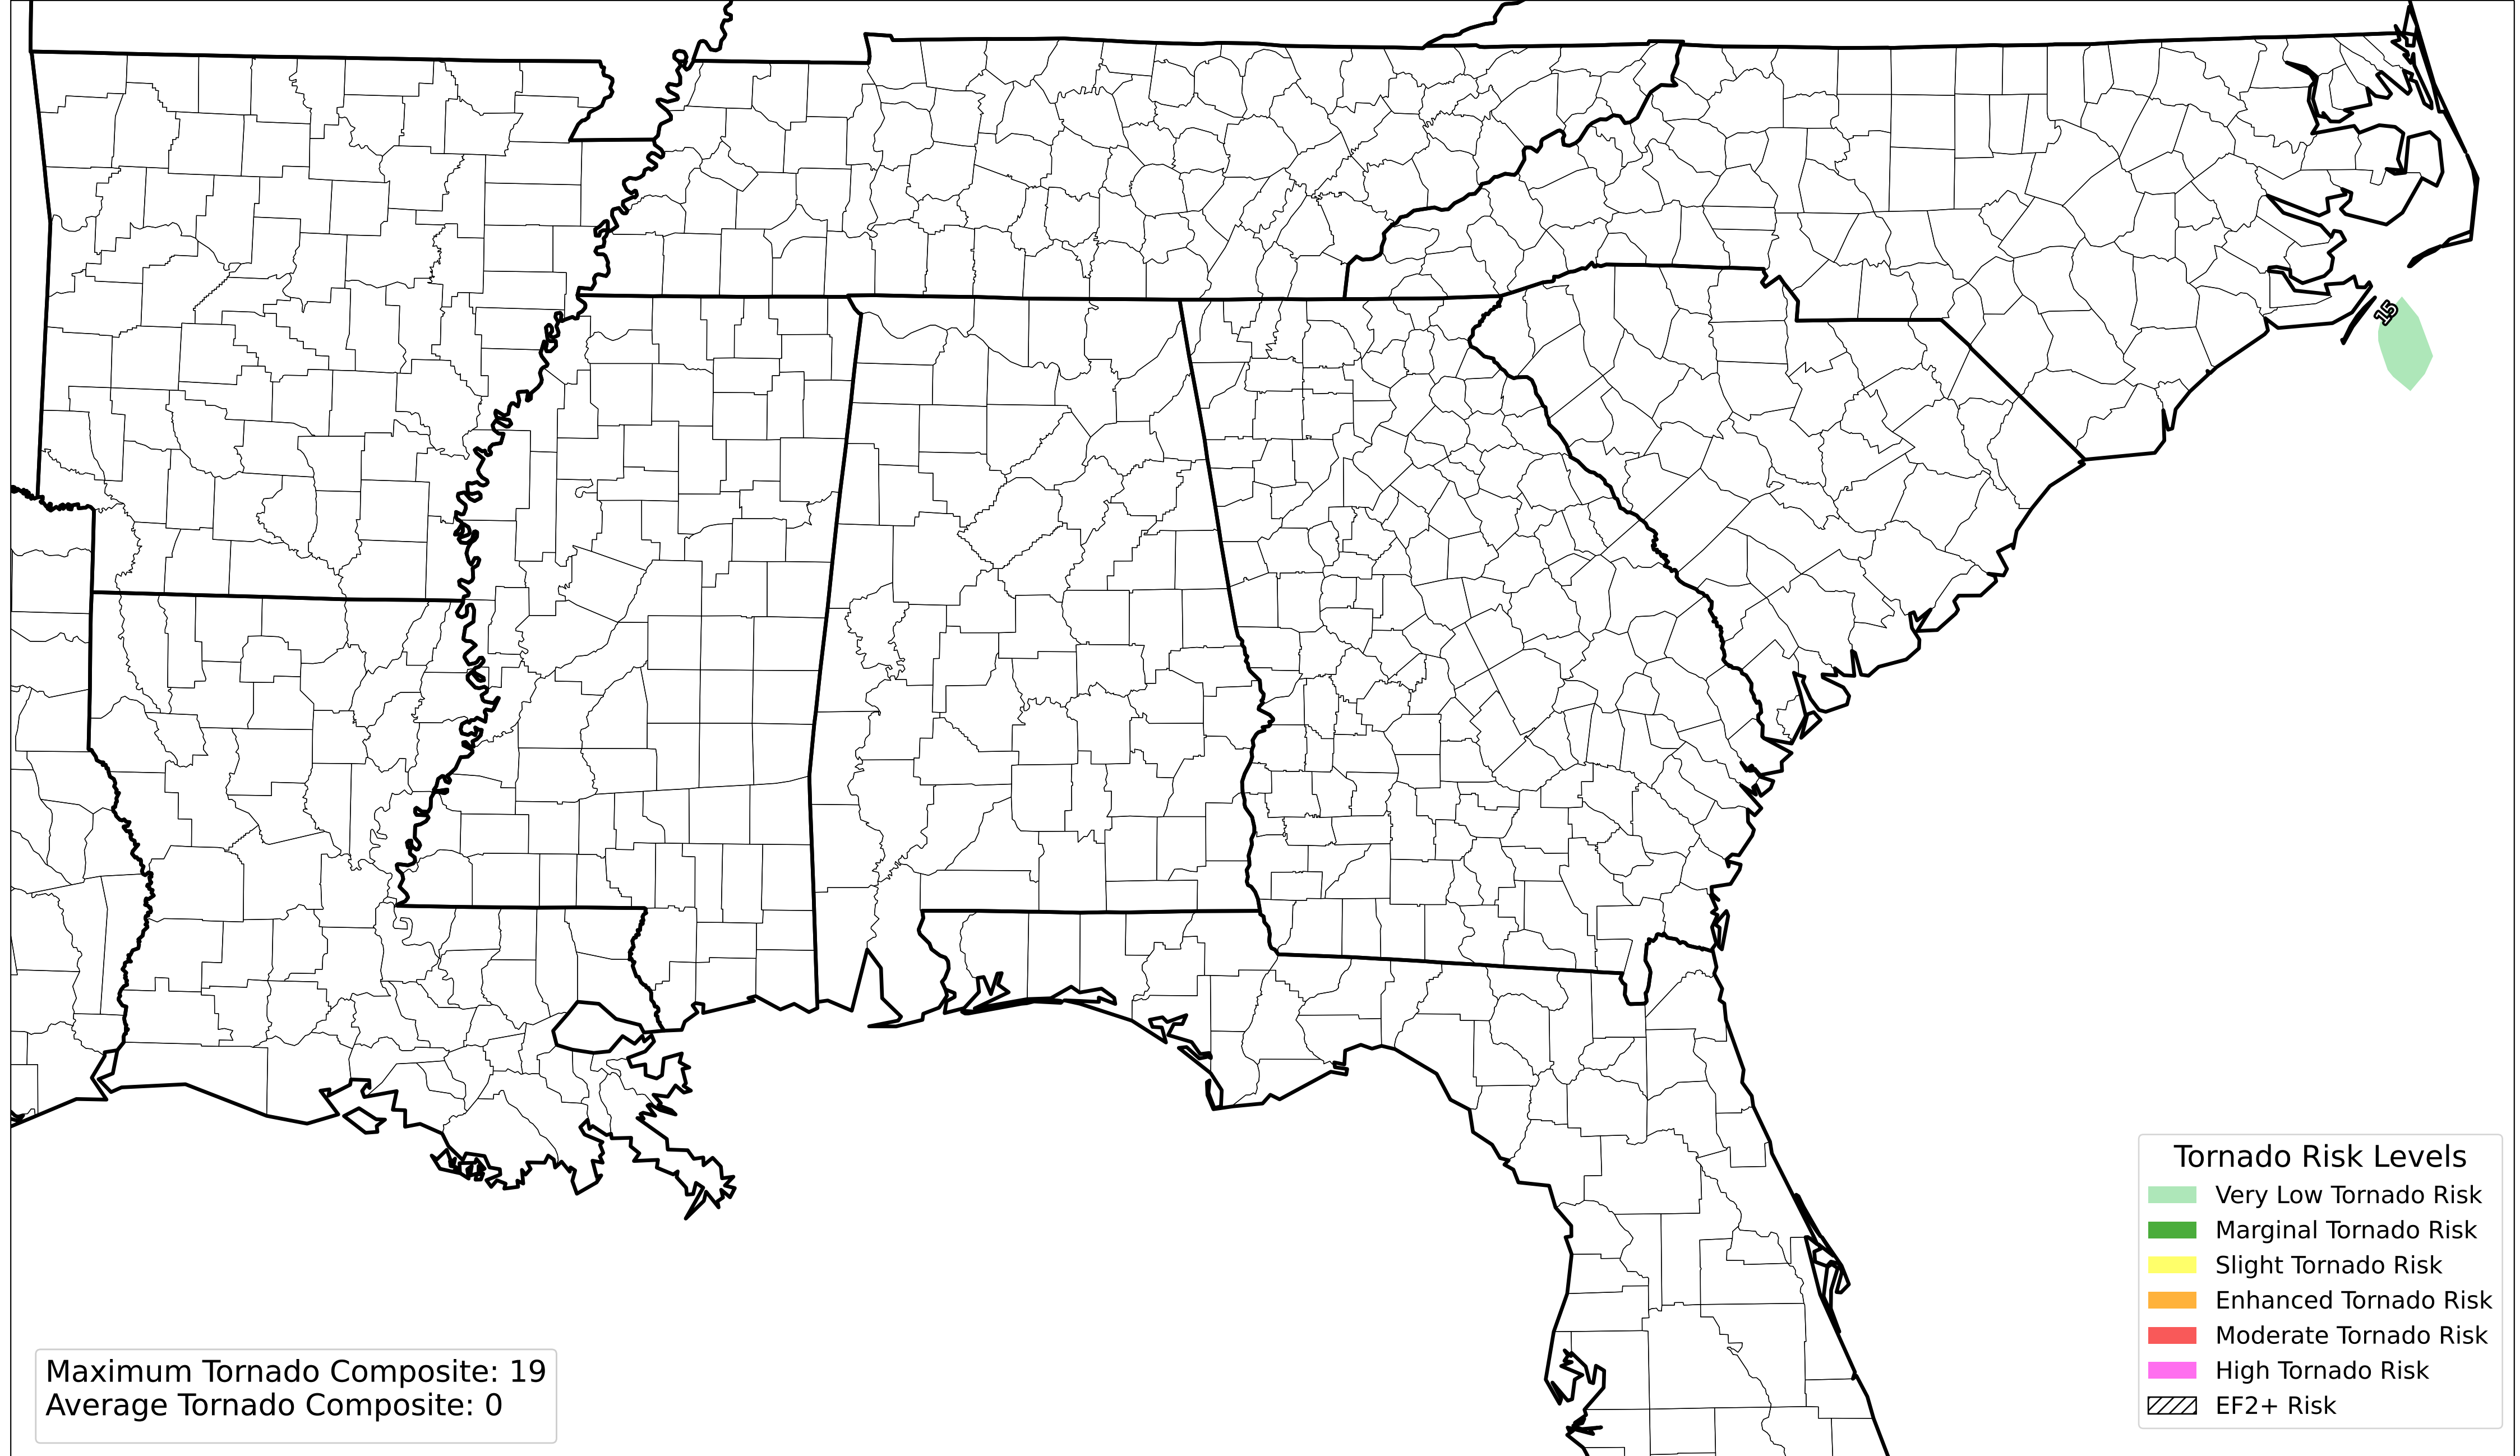 15
Tornado Risk Levels
Very Low Tornado Risk
Marginal Tornado Risk
Slight Tornado Risk
Enhanced Tornado Risk
Moderate Tornado Risk
High Tornado Risk
EF2+ Risk
Maximum Tornado Composite: 19
Average Tornado Composite: 0